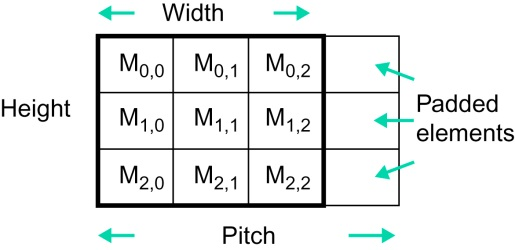 Width
M0,0 M0,1 M0,2
Height
M1,0 M1,1 M1,2
Padded
elements
M2,0 M2,1 M2,2
Pitch